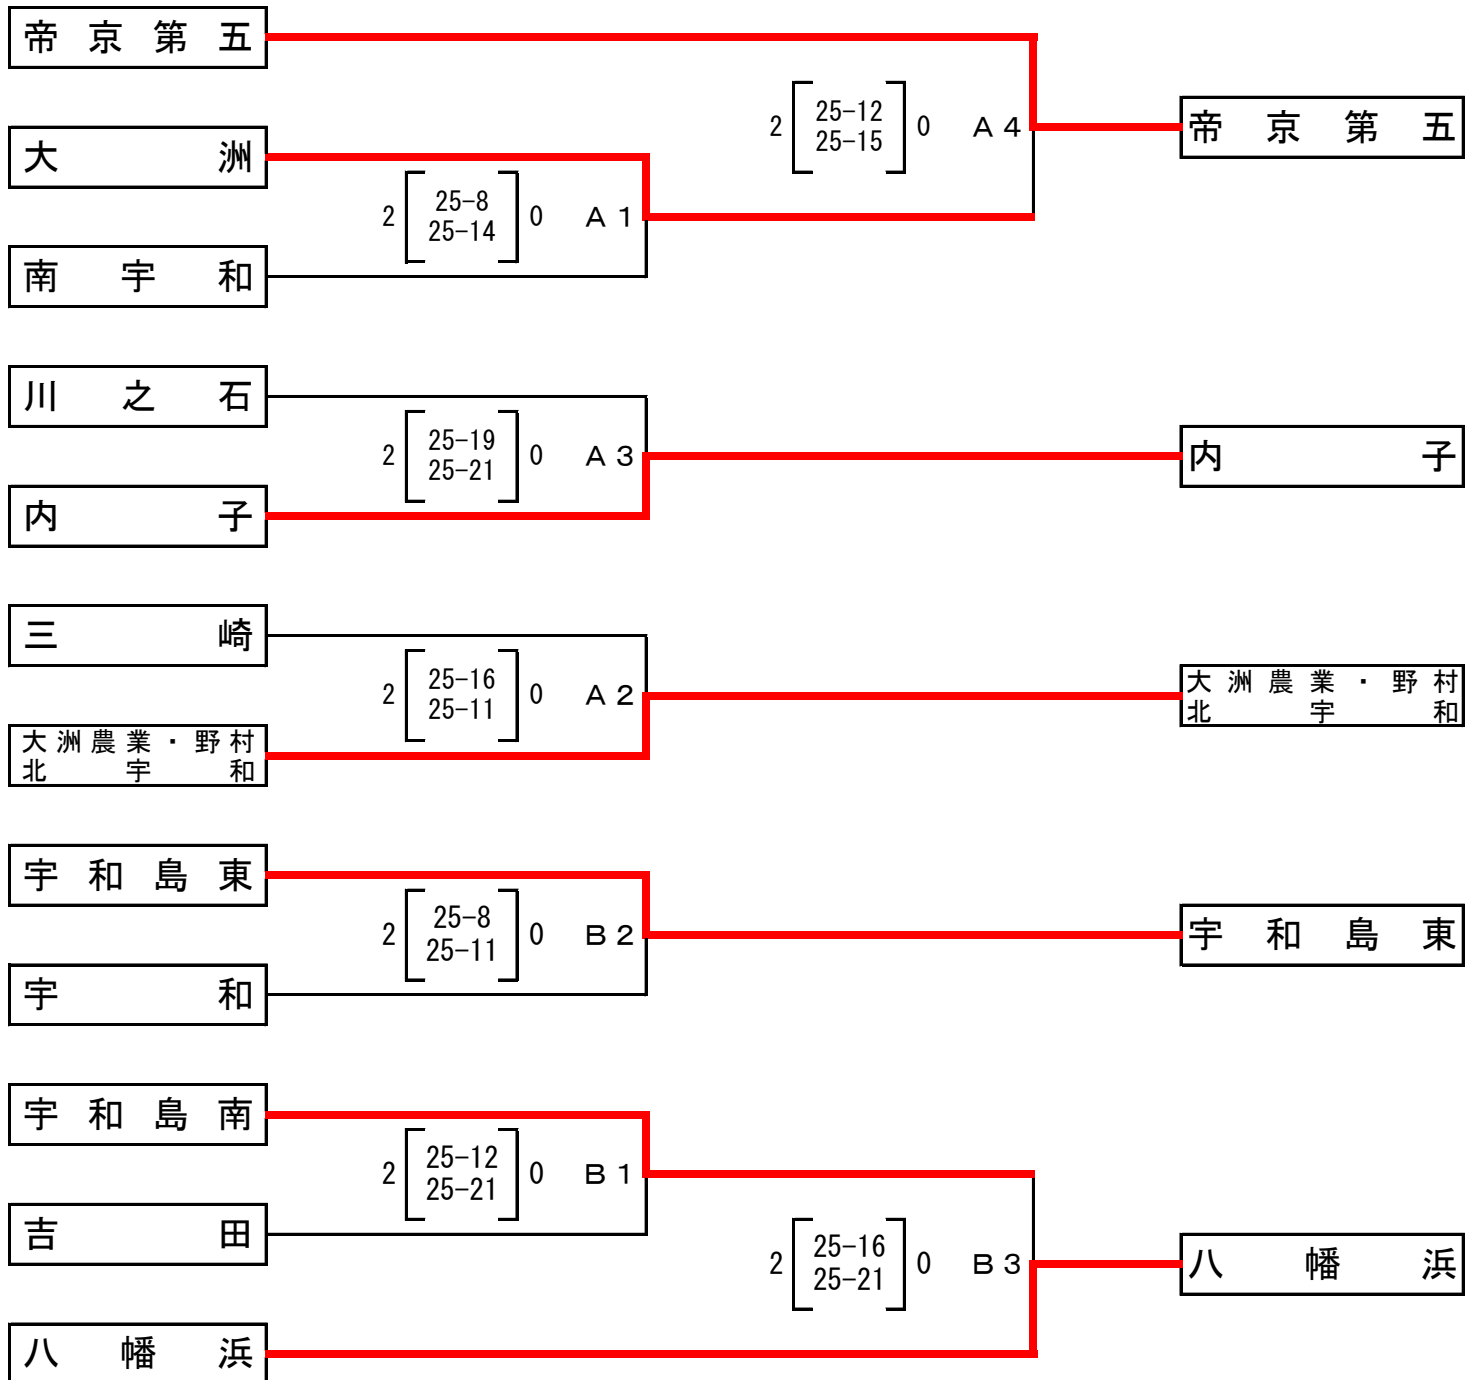 帝京第五
25-12
2 0 A4
25-15
帝京第五
大洲
25-8
2 0 A1
25-14
南宇和
川之石
25-19
2 0 A3
25-21
内子
内子
三崎
25-16
2 0 A2
25-11
大洲農業・野村
北宇和
大洲農業・野村
北宇和
宇和島東
25-8
2 0 B2
25-11
宇和島東
宇和
宇和島南
25-12
2 0 B1
25-21
吉田
25-16
2 0 B3
25-21
八幡浜
八幡浜